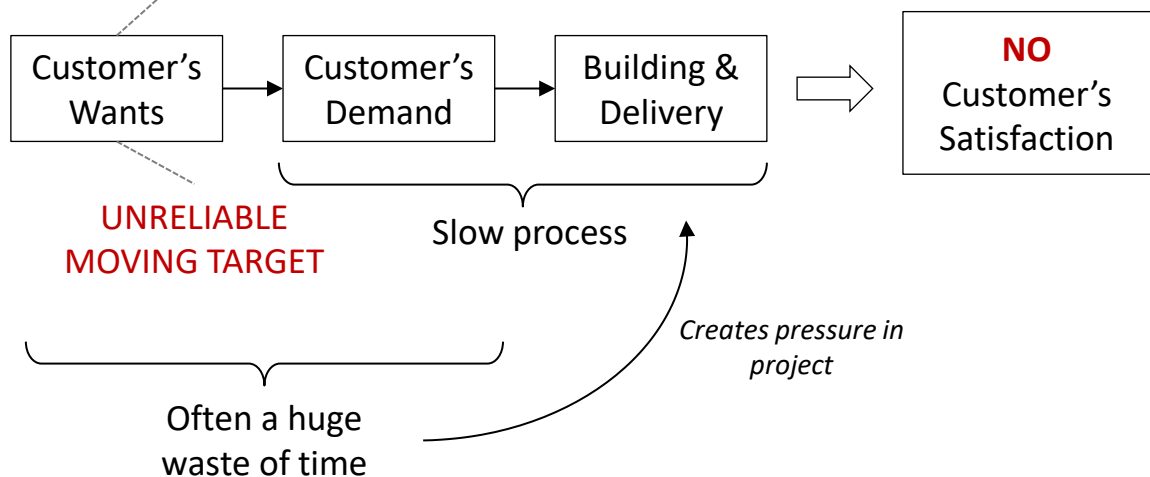 Customer’s
Wants
Customer’s
Demand
Building &
Delivery
NO
Customer’s
Satisfaction
UNRELIABLE
MOVING TARGET
Slow process
Creates pressure in
project
Often a huge
waste of time